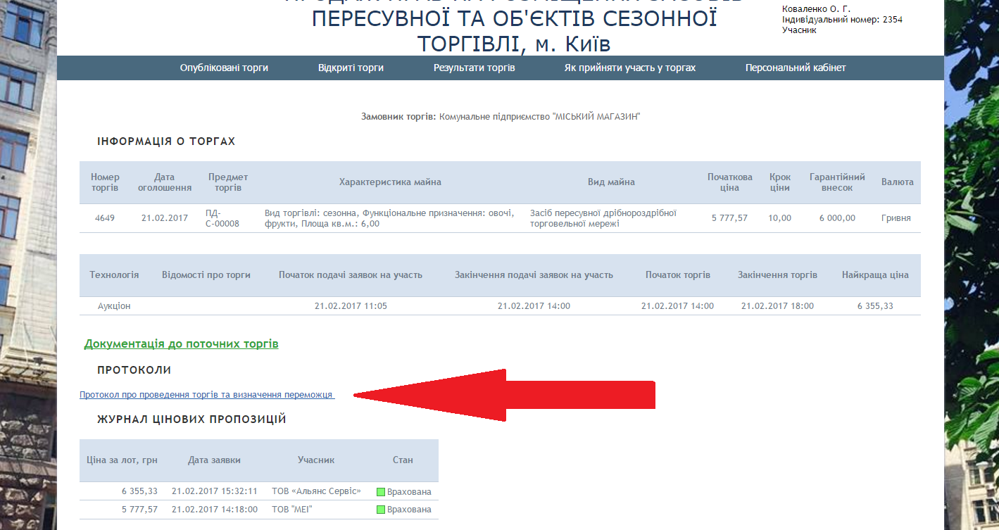 ПРОДАЖ ПРАВ НА РОЗМІЩЕННЯ ЗАСОБІВ
ПЕРЕСУВНОЇ ТА ОБ'ЄКТІВ СЕЗОННОЇ
ТОРГІВЛІ, м. Київ
Коваленко О. Г.
Індивідуальний номер: 2354
Учасник
Опубліковані торги Відкриті торги Результати торгів Як прийняти участь у торгах Персональний кабінет
Замовник торгів: Комунальне підприємство "МІСЬКИЙ МАГАЗИН"
ІНФОРМАЦІЯ О ТОРГАХ
Номер торгів Дата оголошення Предмет торгів Характеристика майна Вид майна Початкова ціна Крок ціни Гарантійний внесок Валюта
4649 21.02.2017 ПД-С-00008 Вид торгівлі: сезонна, Функціональне призначення: овочі, фрукти, Площа кв.м.: 6,00 Засіб пересувної дрібнороздрібної торговельної мережі 5 777,57 10,00 6 000,00 Гривня
Технологія Відомості про торги Початок подачі заявок на участь Закінчення подачі заявок на участь Початок торгів Закінчення торгів Найкраща ціна
Аукціон 21.02.2017 11:05 21.02.2017 14:00 21.02.2017 14:00 21.02.2017 18:00 6 355,33
Документація до поточних торгів
ПРОТОКОЛИ
Протокол про проведення торгів та визначення переможця
ЖУРНАЛ ЦІНОВИХ ПРОПОЗИЦІЙ
Ціна за лот, грн Дата заявки Учасник Стан
6 355,33 21.02.2017 15:32:11 ТОВ «Альянс Сервіс» Врахована
5 777,57 21.02.2017 14:18:00 ТОВ "МЕІ" Врахована